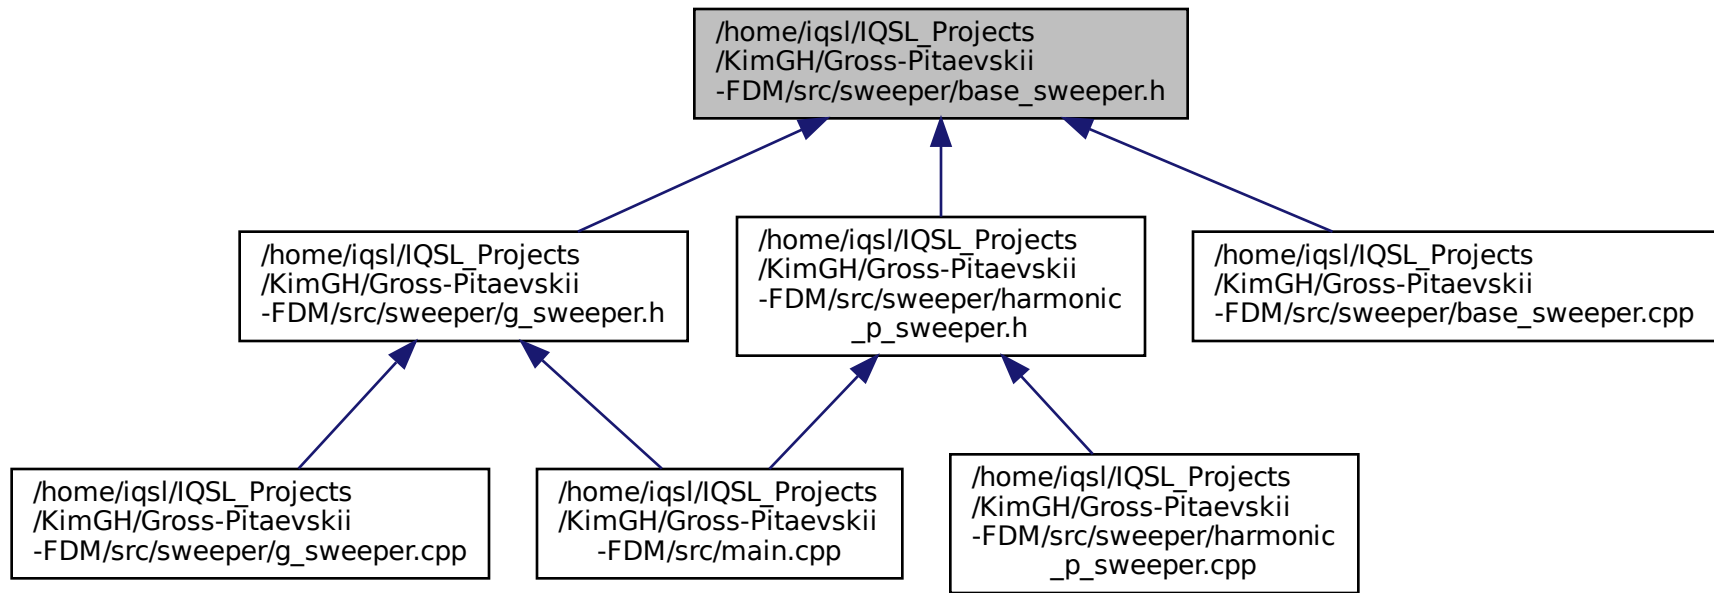 /home/iqsl/IQSL_Projects
/KimGH/Gross-Pitaevskii
-FDM/src/sweeper/base_sweeper.h
/home/iqsl/IQSL_Projects
/KimGH/Gross-Pitaevskii
-FDM/src/sweeper/g_sweeper.h
/home/iqsl/IQSL_Projects
/KimGH/Gross-Pitaevskii
-FDM/src/sweeper/harmonic
_p_sweeper.h
/home/iqsl/IQSL_Projects
/KimGH/Gross-Pitaevskii
-FDM/src/sweeper/base_sweeper.cpp
/home/iqsl/IQSL_Projects
/KimGH/Gross-Pitaevskii
-FDM/src/sweeper/g_sweeper.cpp
/home/iqsl/IQSL_Projects
/KimGH/Gross-Pitaevskii
-FDM/src/main.cpp
/home/iqsl/IQSL_Projects
/KimGH/Gross-Pitaevskii
-FDM/src/sweeper/harmonic
_p_sweeper.cpp